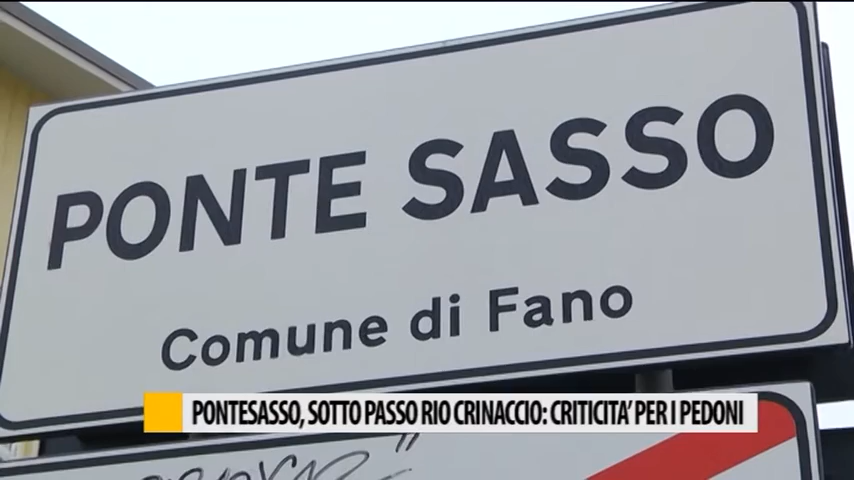 PONTE SASSO
Comune di Fano
PONTESASSO, SOTTO PASSO RIO CRINACCIO: CRITICITA' PER I PEDONI